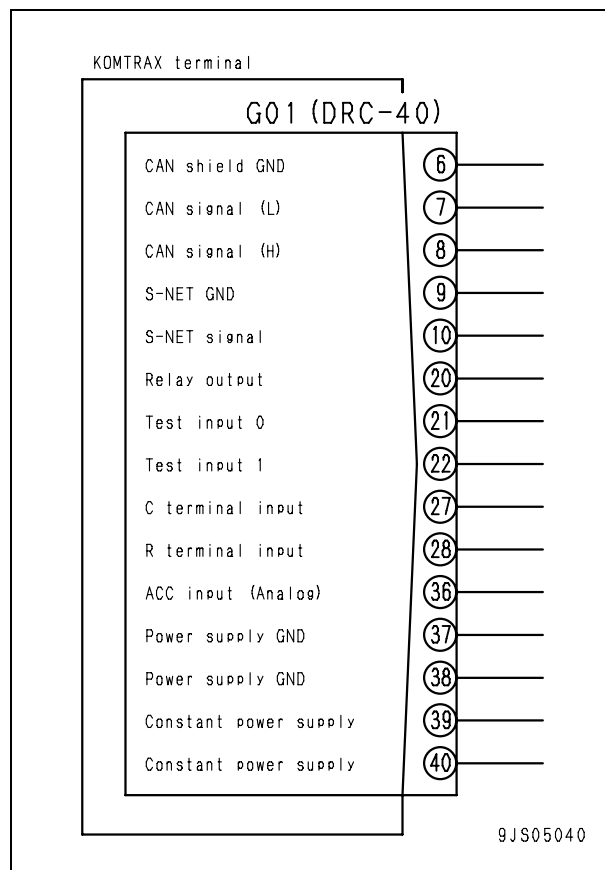 KOMTRAX terminal
G01 (DRC-40)
CAN shield GND 6
CAN signal (L) 7
CAN signal (H) 8
S-NET GND 9
S-NET signal 10
Relay output 20
Test input 0 21
Test input 1 22
C terminal input 27
R terminal input 28
ACC input (Analog) 36
Power supply GND 37
Power supply GND 38
Constant power supply 39
Constant power supply 40
9JS05040